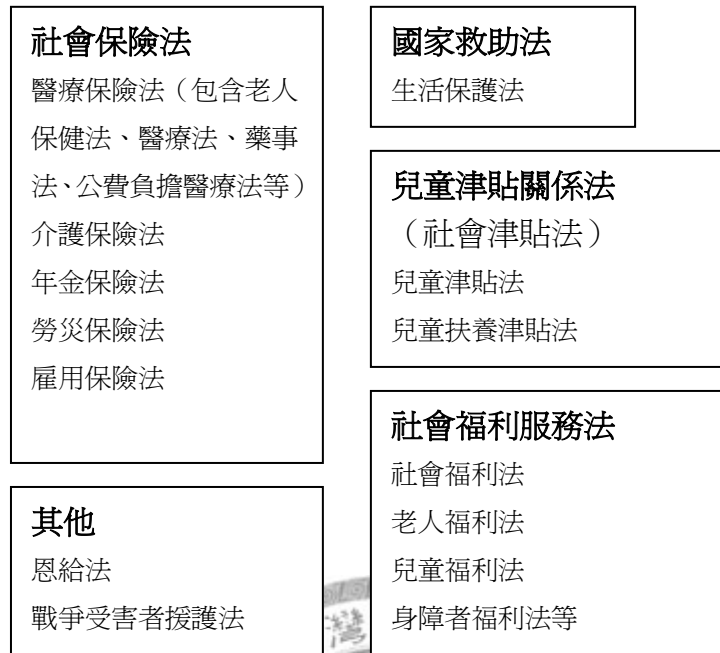 社會保險法
醫療保險法（包含老人
保健法、醫療法、藥事
法、公費負擔醫療法等）
介護保險法
年金保險法
勞災保險法
雇用保險法
其他
恩給法
戰爭受害者援護法
國家救助法
生活保護法
兒童津貼關係法
（社會津貼法）
兒童津貼法
兒童扶養津貼法
社會福利服務法
社會福利法
老人福利法
兒童福利法
身障者福利法等
灣